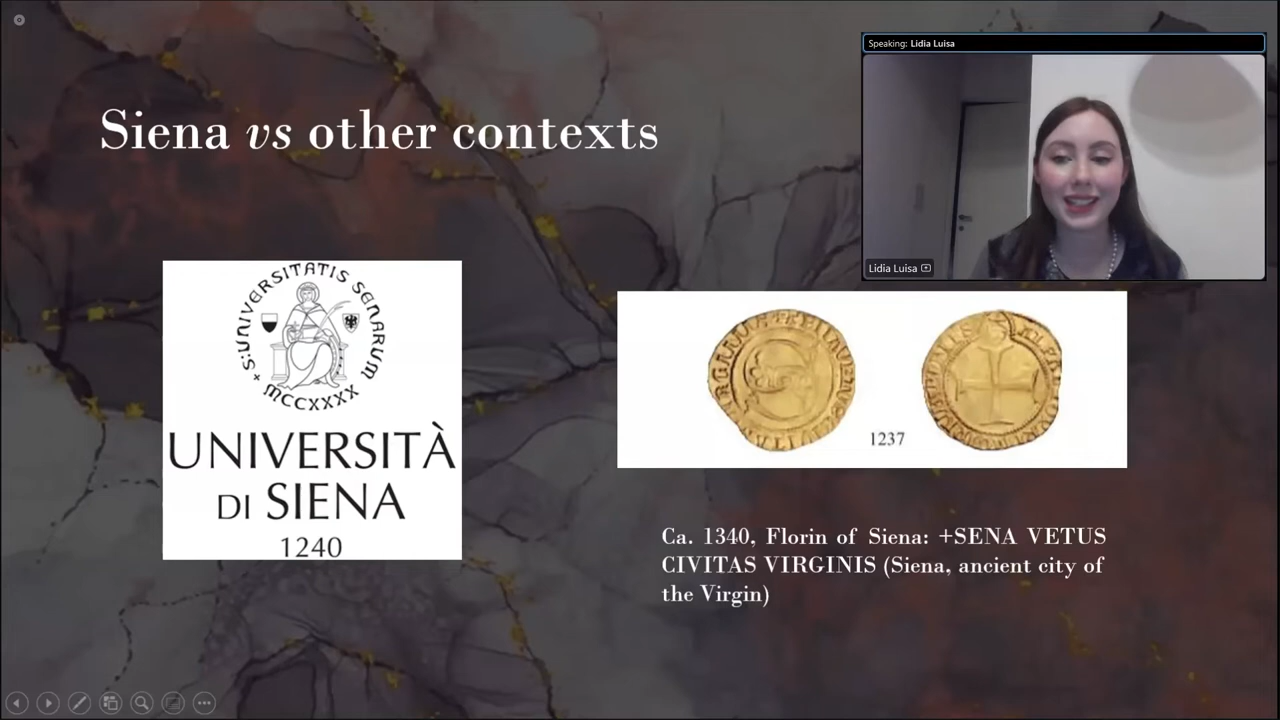 Speaking: Lidia Luisa
Siena vs other contexts
Lidia Luisa
S:UNIVERSITATIS SENARUM
MCCXXXX
UNIVERSITÀ
DI SIENA
1240
1237
Ca. 1340, Florin of Siena: +SENA VETUS
CIVITAS VIRGINIS (Siena, ancient city of
the Virgin)